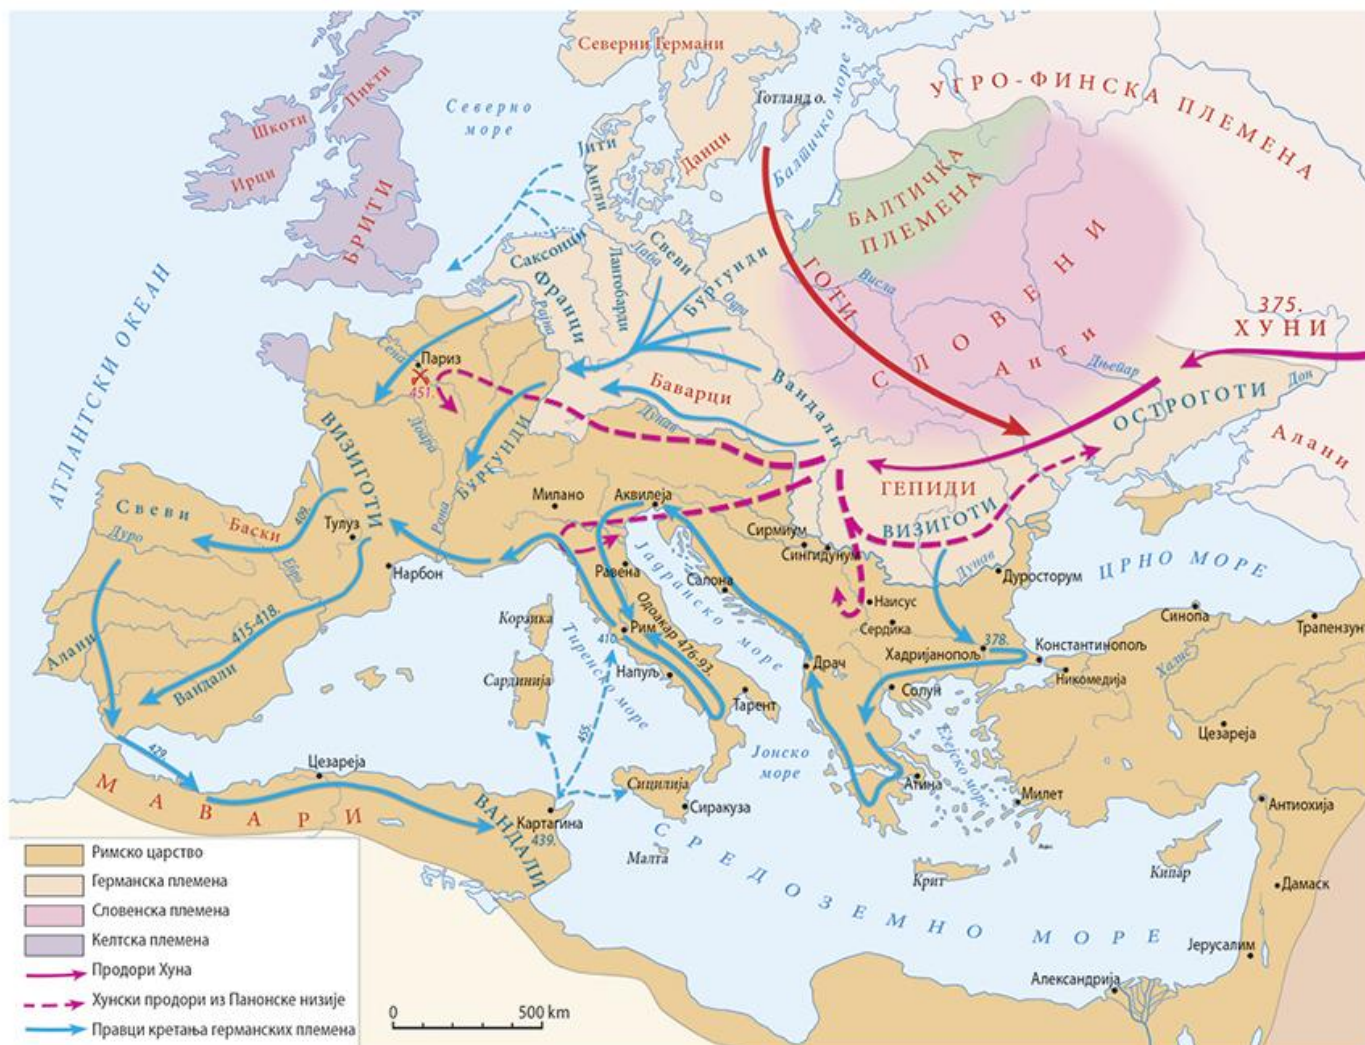 Северни Германи
УГРО-ФИНСКА ПЛЕМЕНА
Пикти
Северно
море
Готланд о.
Балтичко море
Шкоти
Ирци
БРИТИ
Јити
Англи
Данци
БАЛТИЧКА
ПЛЕМЕНА
СЛОВЕНИ
Анти
ГОТИ
Висла
Саксонци
ФРАНЦИ
Рајна
Лангобарди
Лаба
Свеви
Бургунди
Одра
375.
ХУНИ
АТЛАНТСКИ ОКЕАН
Сена
Париз
451.
Лоара
Баварци
Дунав
Вандали
Дњепар
Дон
ОСТРОГОТИ
Алани
ВИЗИГОТИ
БУРГУНДИ
Рона
Милано
Аквилеја
ГЕПИДИ
ВИЗИГОТИ
Свеви
Дуро
Баски
409.
Тулуз
Ебро
Нарбон
Сирмиум
Сингидунум
Дунав
Дуросторум
ЦРНО МОРЕ
Равена
Јадранско море
Салона
Наисус
Сердика
Синопа
Трапезунт
Корзика
Одоакар 476-93.
410.
Рим
378.
Хадријанопољ
Константинопољ
Никомедија
Халис
415-418.
Алани
Вандали
Сардинија
Тиренско море
Напуљ
Тарент
Драч
Солун
Егејско море
Цезареја
429.
Цезареја
455.
Јонско
море
Атина
Милет
Антиохија
МАВАРИ
ВАНДАЛИ
Картагина
439.
Сицилија
Сиракуза
Малта
СРЕДОЗЕМНО МОРЕ
Крит
Кипар
Дамаск
Јерусалим
Александрија
Римско царство
Германска племена
Словенска племена
Келтска племена
Продори Хуна
Хунски продори из Панонске низије
Правци кретања германских племена
0 500 km